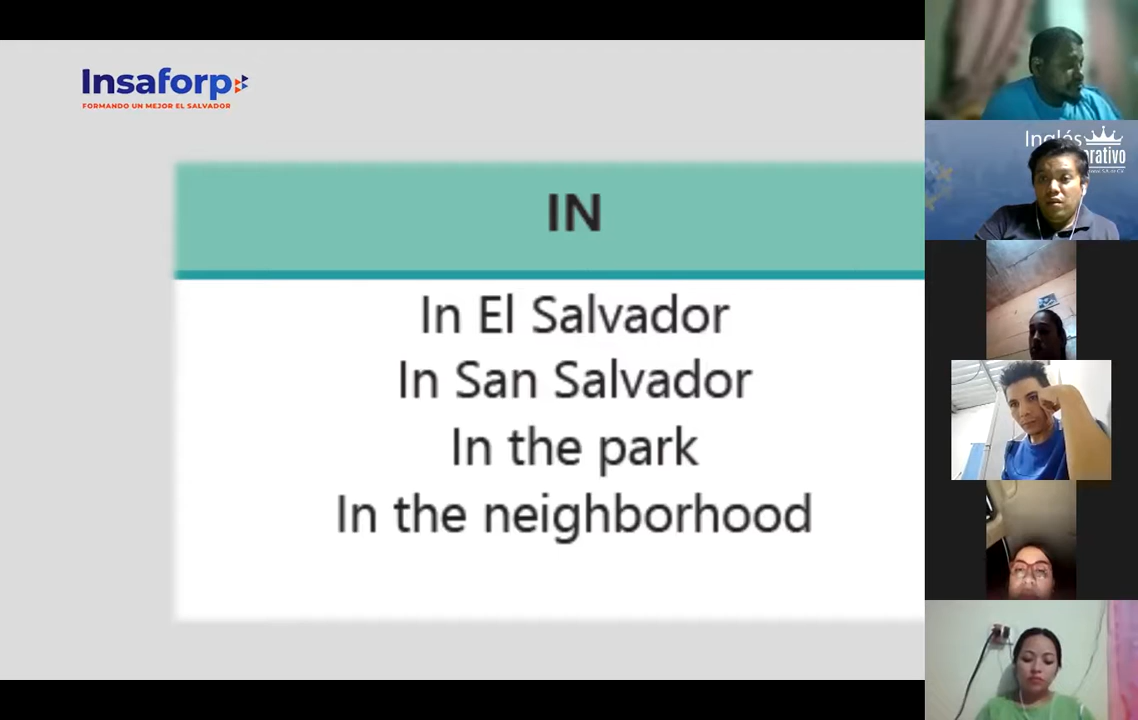 Insaforp
FORMANDO UN MEJOR EL SALVADOR
IN
In El Salvador
In San Salvador
In the park
In the neighborhood
Inglés